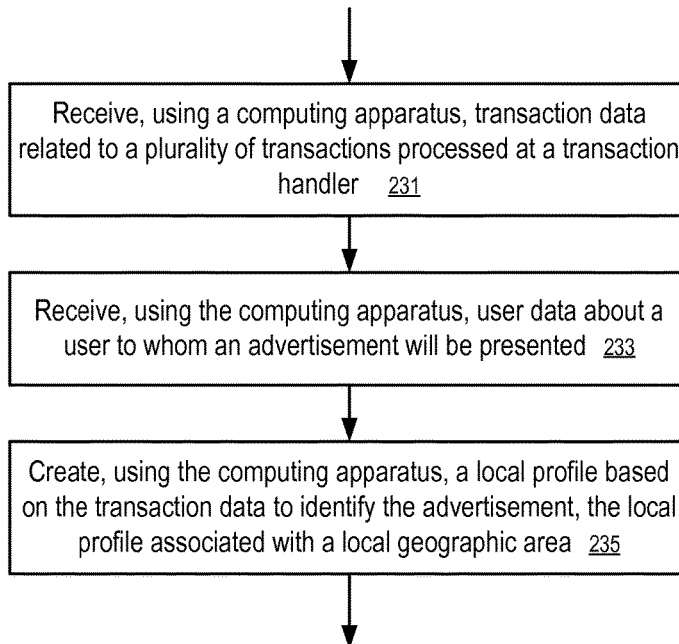 Receive, using a computing apparatus, transaction data
related to a plurality of transactions processed at a transaction
handler 231
Receive, using the computing apparatus, user data about a
user to whom an advertisement will be presented 233
Create, using the computing apparatus, a local profile based
on the transaction data to identify the advertisement, the local
profile associated with a local geographic area 235